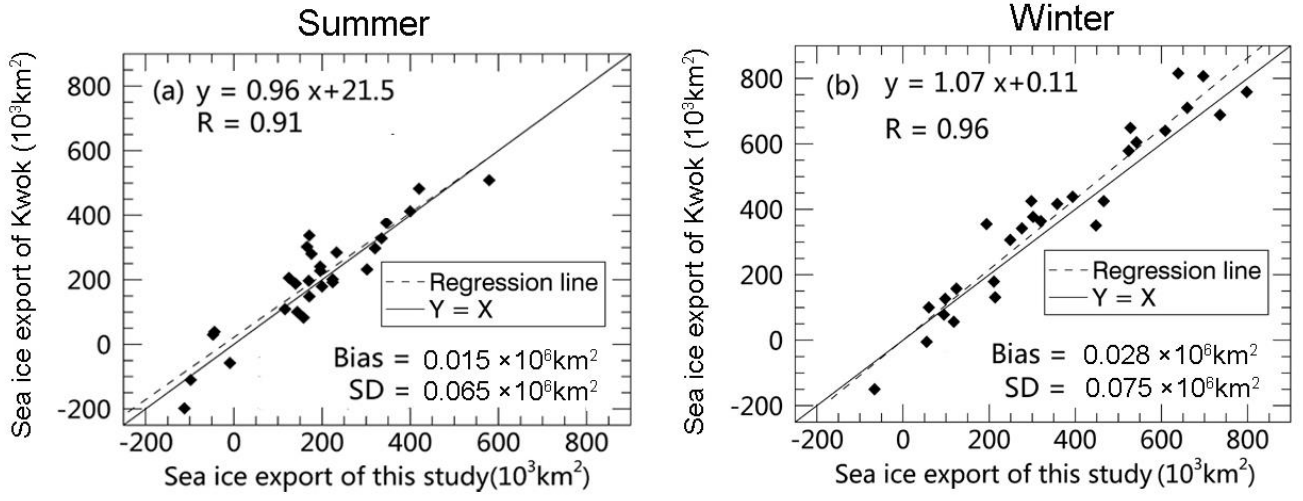 Summer
Sea ice export of Kwok (10³km²)
800
600
400
200
0
-200
(a) y = 0.96 x+21.5
R = 0.91
Regression line
Y = X
Bias = 0.015 ×10⁶km²
SD = 0.065 ×10⁶km²
-200 0 200 400 600 800
Sea ice export of this study(10³km²)
Winter
Sea ice export of Kwok (10³km²)
800
600
400
200
0
-200
(b) y = 1.07 x+0.11
R = 0.96
Regression line
Y = X
Bias = 0.028 ×10⁶km²
SD = 0.075 ×10⁶km²
-200 0 200 400 600 800
Sea ice export of this study(10³km²)